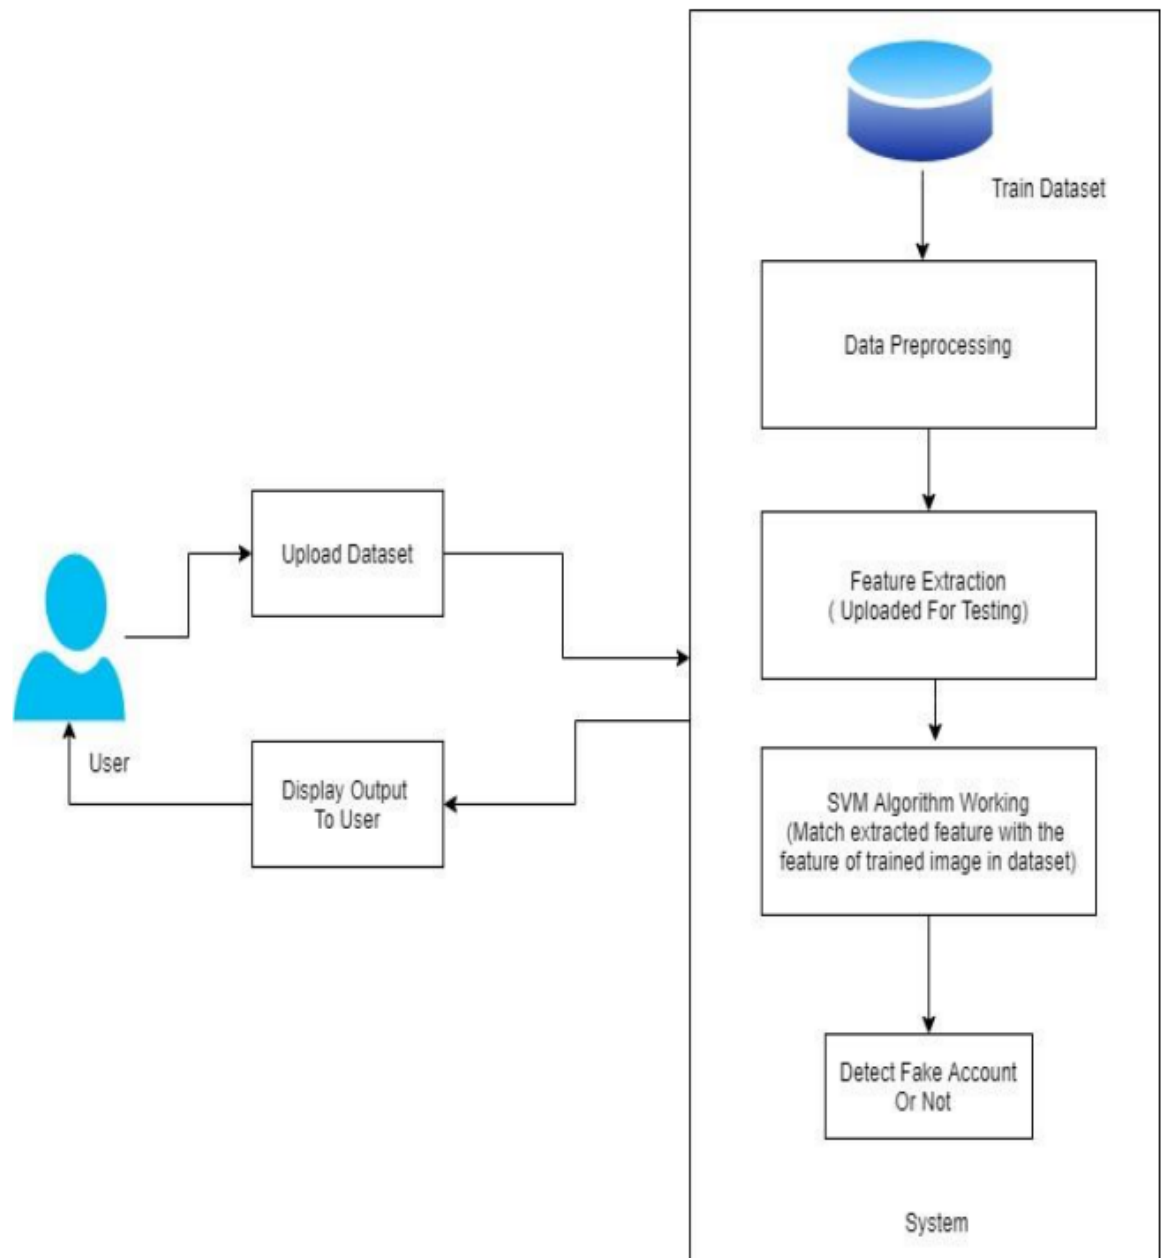 Train Dataset
Data Preprocessing
Upload Dataset
Feature Extraction
( Uploaded For Testing)
User
Display Output
To User
SVM Algorithm Working
(Match extracted feature with the
feature of trained image in dataset)
Detect Fake Account
Or Not
System